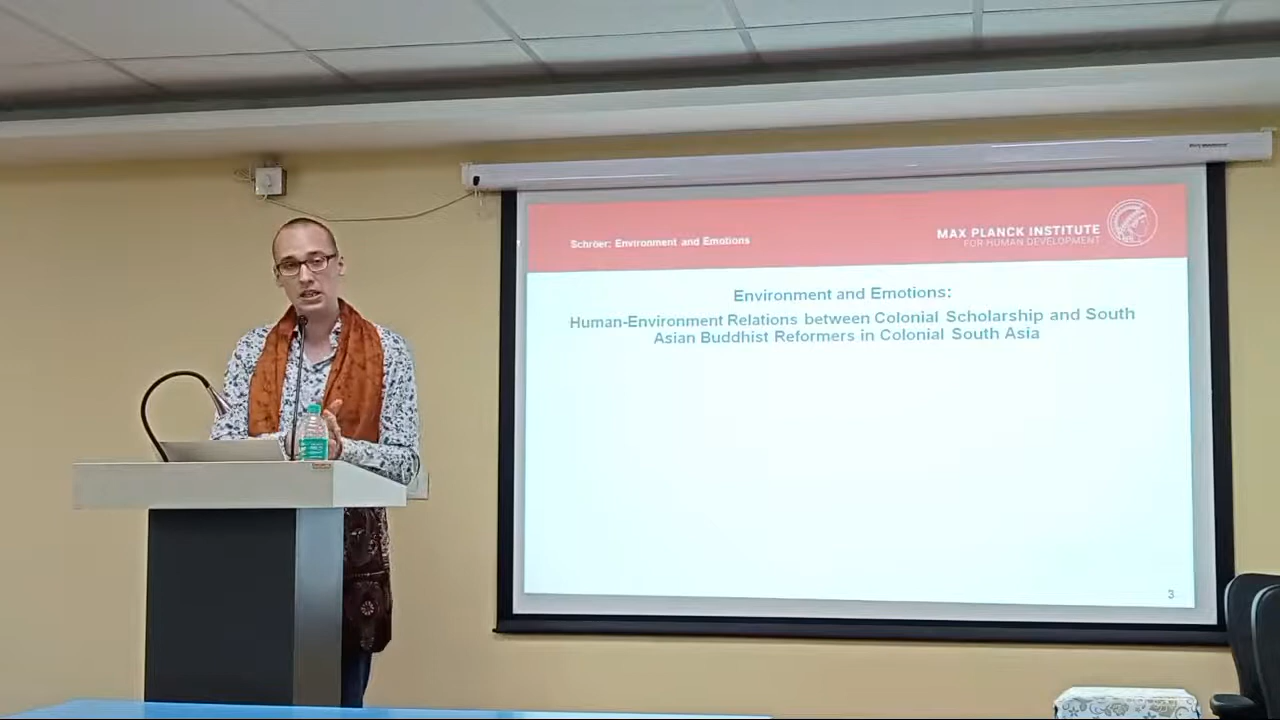 Schröer: Environment and Emotions
MAX PLANCK INSTITUTE
FOR HUMAN DEVELOPMENT
Environment and Emotions:
Human-Environment Relations between Colonial Scholarship and South
Asian Buddhist Reformers in Colonial South Asia
3